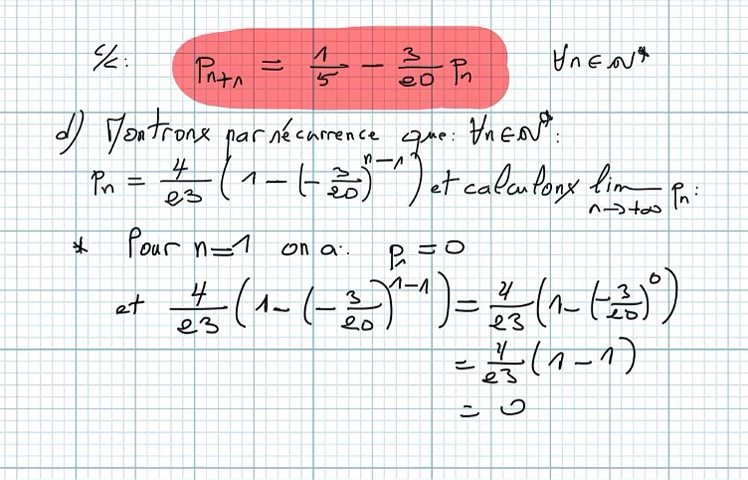 c/c: Pn+1 = 1/5 - 3/20 Pn ∀n∈ℕ*
d) Montrons par récurrence que: ∀n∈ℕ*:
Pn = 4/23 (1-(-3/20)^(n-1)) et calculons lim n→+∞ Pn:
* Pour n=1 on a: P1 = 0
et 4/23 (1-(-3/20)^(1-1)) = 4/23 (1-(-3/20)^0)
= 4/23 (1-1)
= 0